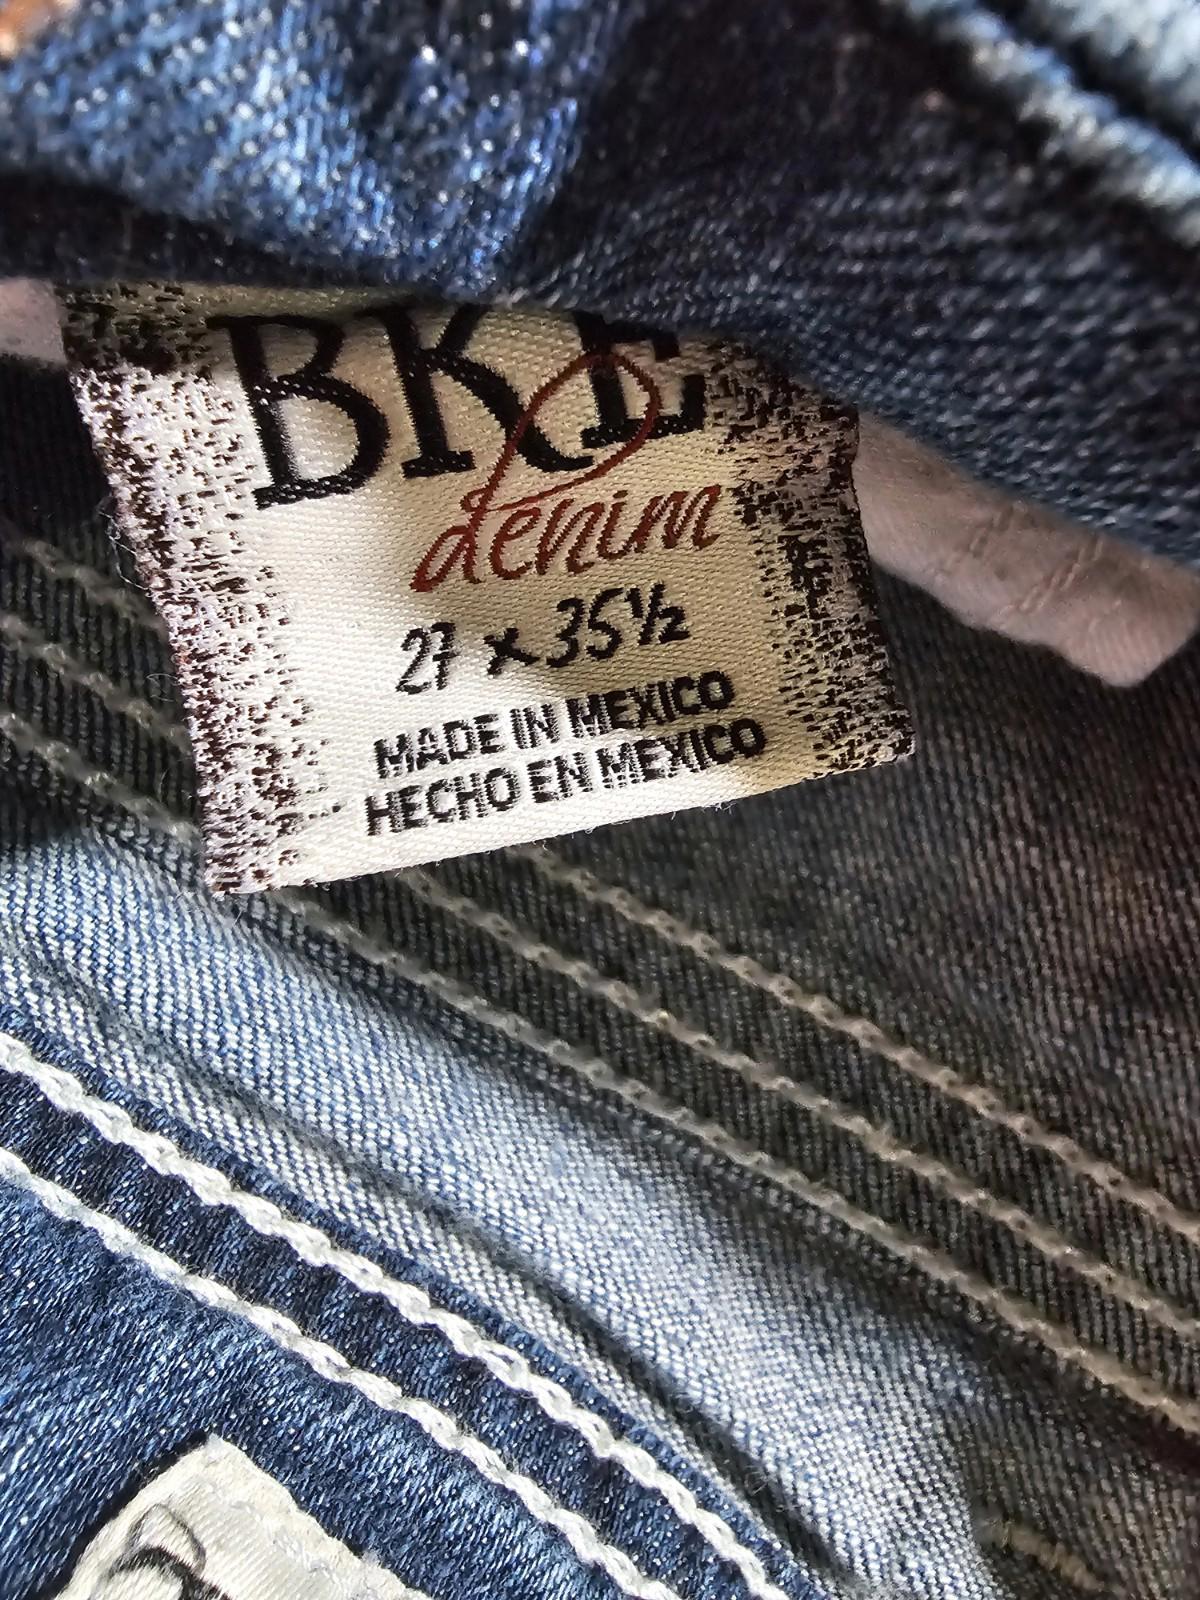 BKE
denim
27 x 35½
MADE IN MEXICO
HECHO EN MEXICO